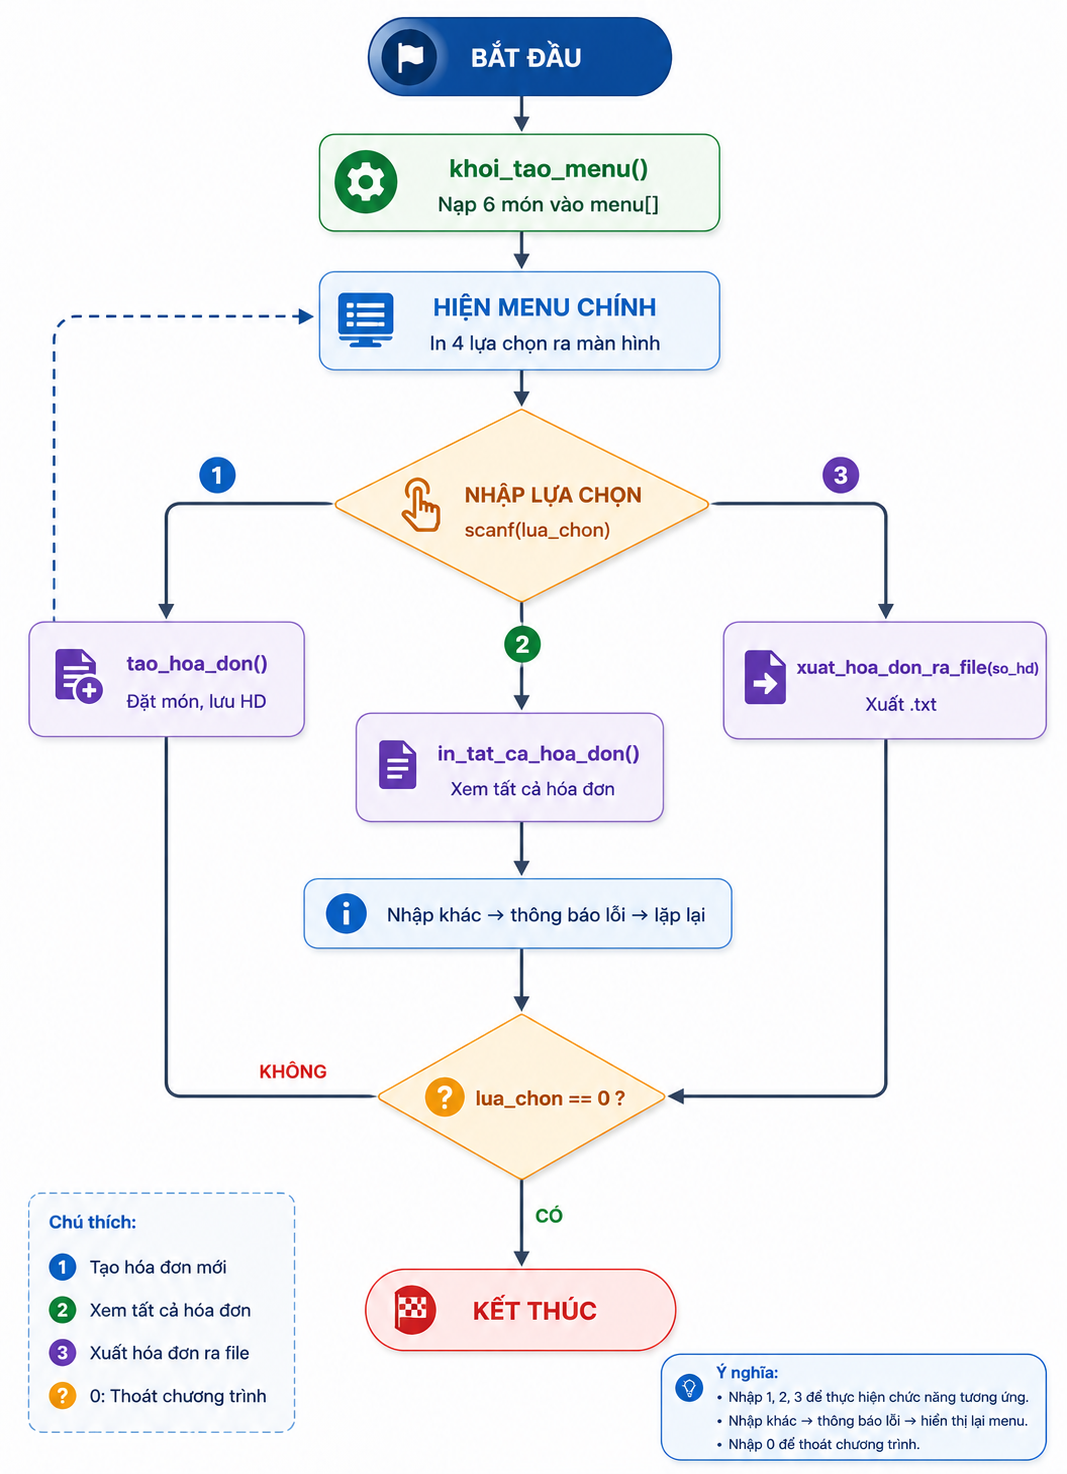 BẮT ĐẦU
khoi_tao_menu()
Nạp 6 món vào menu[]
HIỆN MENU CHÍNH
In 4 lựa chọn ra màn hình
1
3
NHẬP LỰA CHỌN
scanf(lua_chon)
2
tao_hoa_don()
Đặt món, lưu HD
xuat_hoa_don_ra_file(so_hd)
Xuất .txt
in_tat_ca_hoa_don()
Xem tất cả hóa đơn
i
Nhập khác → thông báo lỗi → lặp lại
KHÔNG
? lua_chon == 0 ?
CÓ
KẾT THÚC
Chú thích:
1 Tạo hóa đơn mới
2 Xem tất cả hóa đơn
3 Xuất hóa đơn ra file
? 0: Thoát chương trình
Ý nghĩa:
• Nhập 1, 2, 3 để thực hiện chức năng tương ứng.
• Nhập khác → thông báo lỗi → hiển thị lại menu.
• Nhập 0 để thoát chương trình.